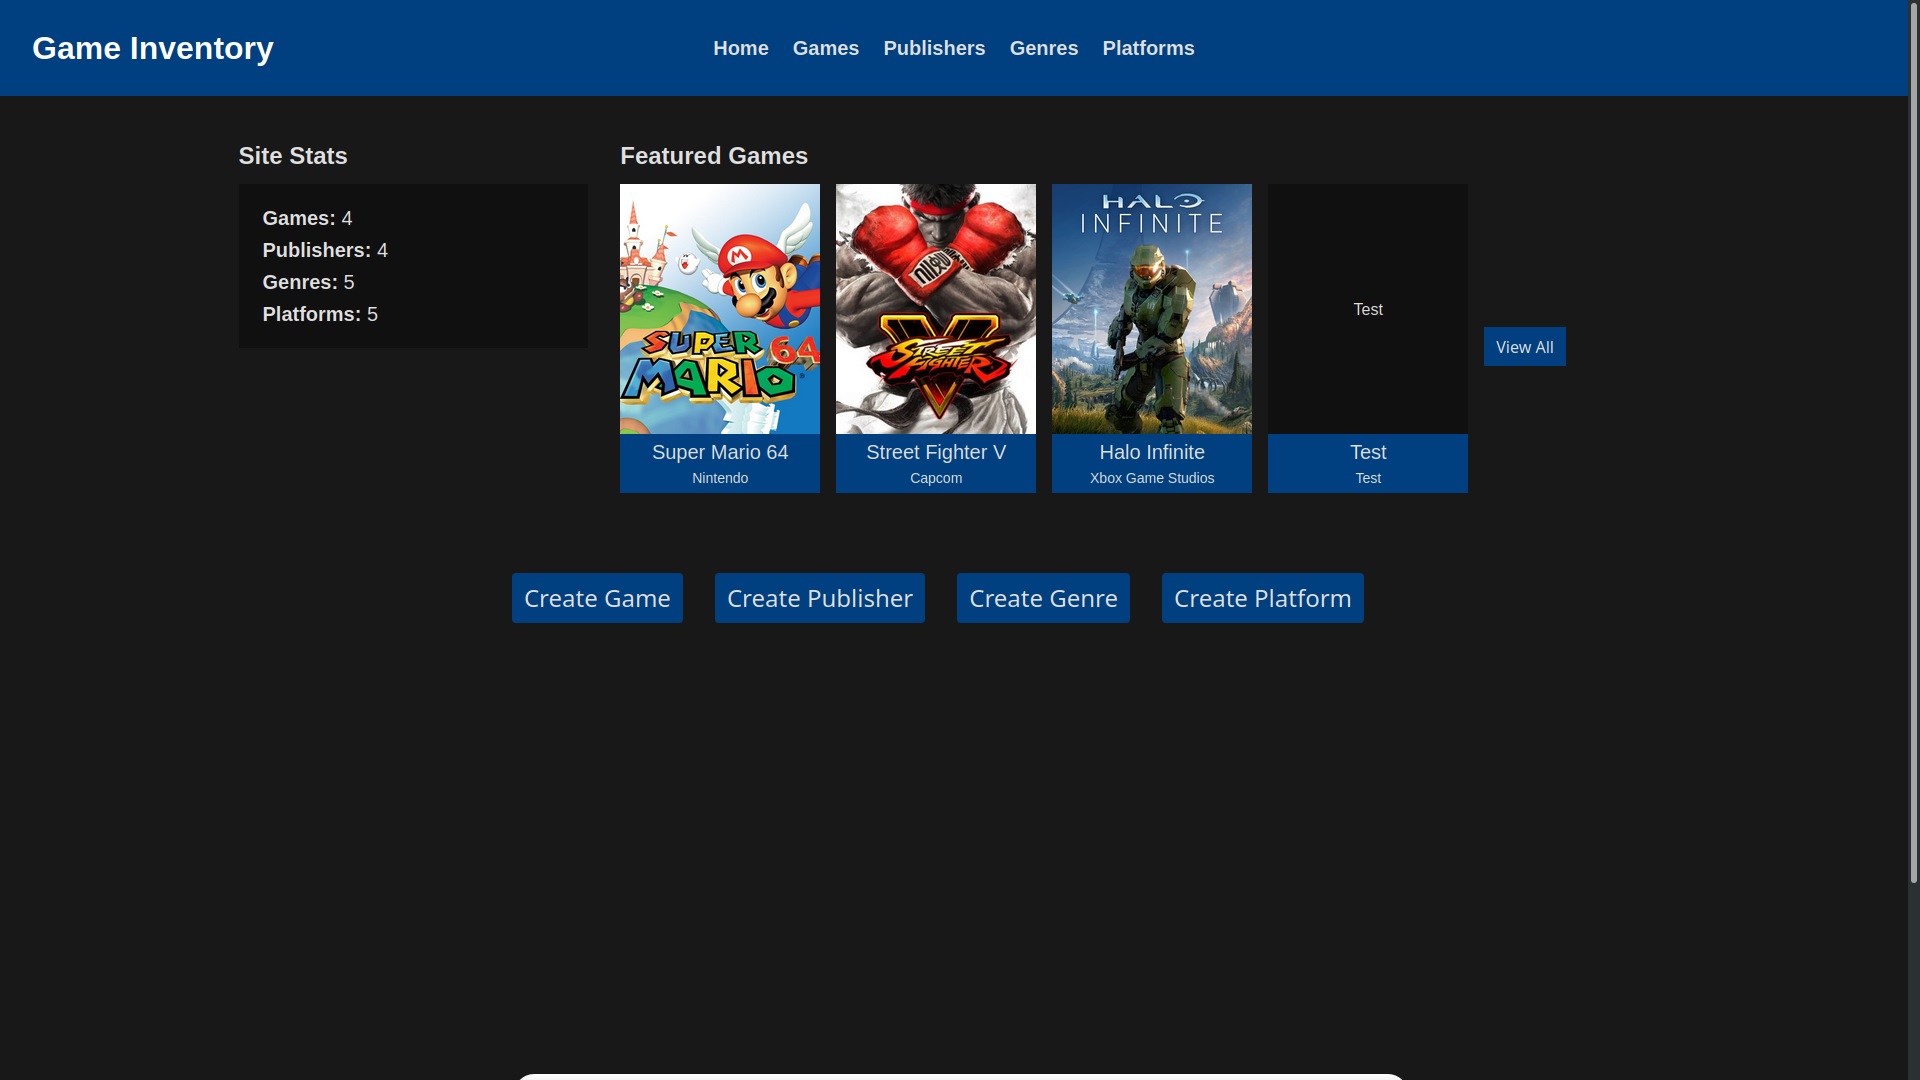 Game Inventory
Home Games Publishers Genres Platforms
Site Stats
Games: 4
Publishers: 4
Genres: 5
Platforms: 5
Featured Games
SUPER
MARIO
64
Super Mario 64
Nintendo
V
STREET
FIGHTER
Street Fighter V
Capcom
HALO
INFINITE
Halo Infinite
Xbox Game Studios
Test
Test
Test
View All
Create Game
Create Publisher
Create Genre
Create Platform